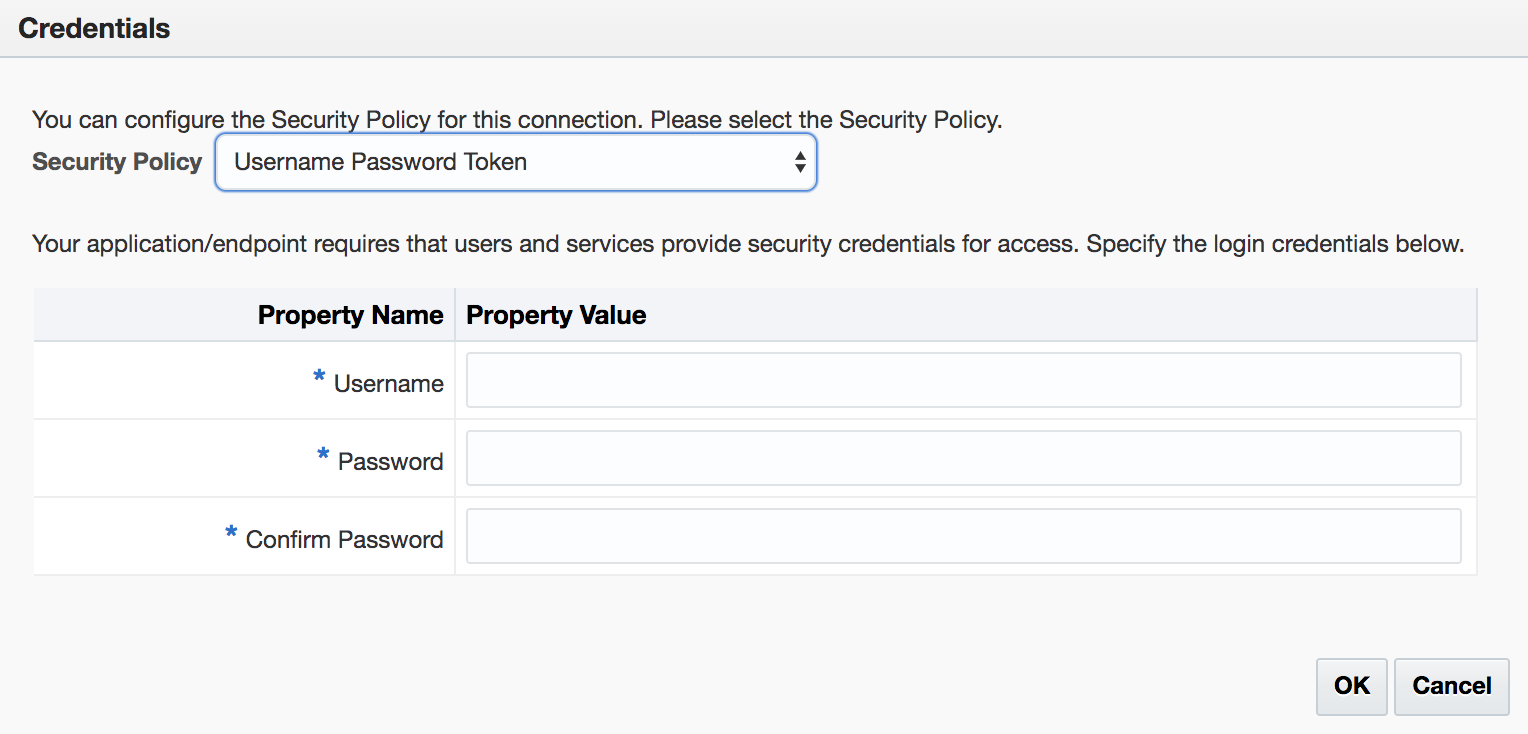 Credentials
You can configure the Security Policy for this connection. Please select the Security Policy.
Security Policy Username Password Token
Your application/endpoint requires that users and services provide security credentials for access. Specify the login credentials below.
Property Name Property Value
* Username
* Password
* Confirm Password
OK Cancel